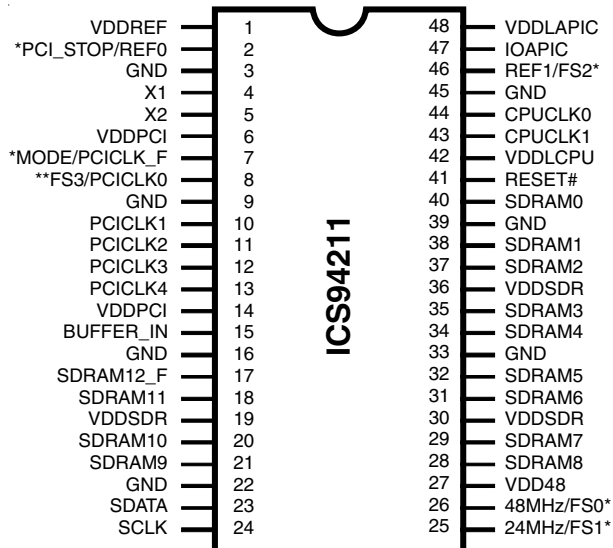 VDDREF 1 48 VDDLAPIC
*PCI_STOP/REF0 2 47 IOAPIC
GND 3 46 REF1/FS2*
X1 4 45 GND
X2 5 44 CPUCLK0
VDDPCI 6 43 CPUCLK1
*MODE/PCICLK_F 7 42 VDDLCPU
**FS3/PCICLK0 8 41 RESET#
GND 9 40 SDRAM0
PCICLK1 10 39 GND
PCICLK2 11 38 SDRAM1
PCICLK3 12 37 SDRAM2
PCICLK4 13 36 VDDSDR
VDDPCI 14 35 SDRAM3
BUFFER_IN 15 34 SDRAM4
GND 16 33 GND
SDRAM12_F 17 32 SDRAM5
SDRAM11 18 31 SDRAM6
VDDSDR 19 30 VDDSDR
SDRAM10 20 29 SDRAM7
SDRAM9 21 28 SDRAM8
GND 22 27 VDD48
SDATA 23 26 48MHz/FS0*
SCLK 24 25 24MHz/FS1*
ICS94211